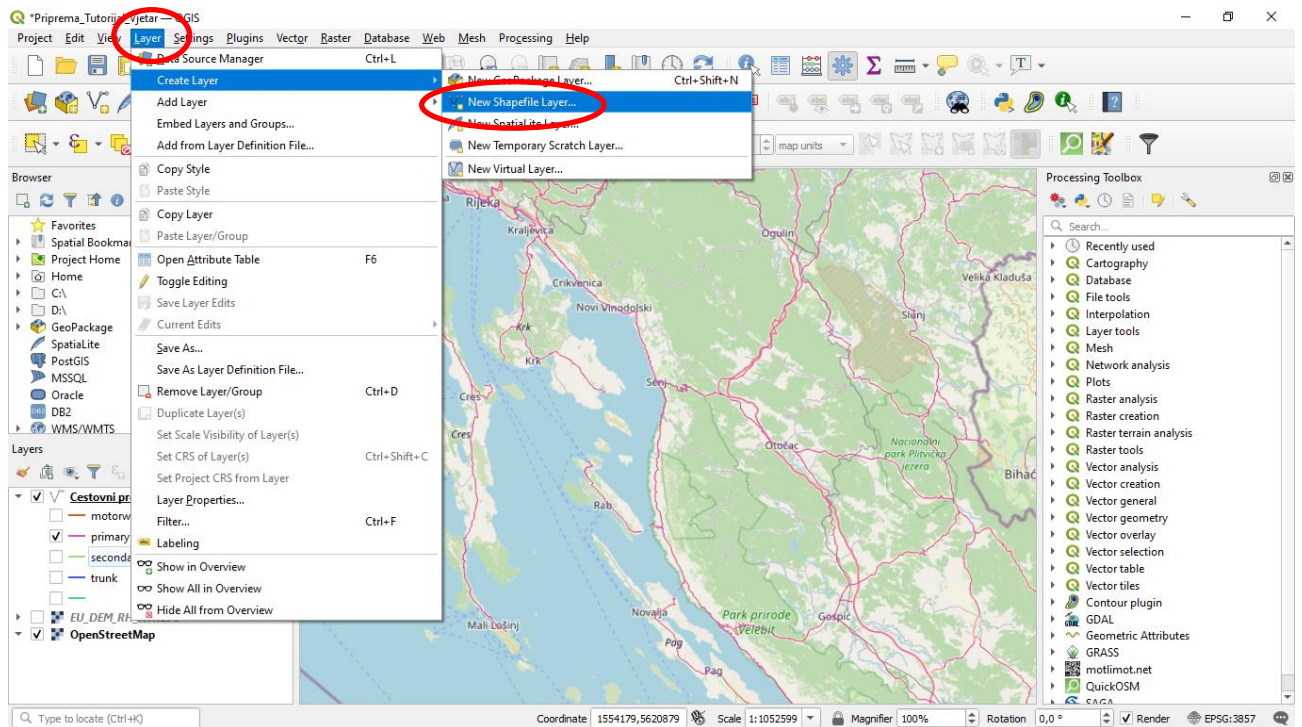 *Priprema_Tutorijal_Vjetar — QGIS
Project Edit View Layer Settings Plugins Vector Raster Database Web Mesh Processing Help
Data Source Manager Ctrl+L
Create Layer
Add Layer
Embed Layers and Groups...
Add from Layer Definition File...
Copy Style
Paste Style
Copy Layer
Paste Layer/Group
Open Attribute Table F6
Toggle Editing
Save Layer Edits
Current Edits
Save As...
Save As Layer Definition File...
Remove Layer/Group Ctrl+D
Duplicate Layer(s)
Set Scale Visibility of Layer(s)
Set CRS of Layer(s) Ctrl+Shift+C
Set Project CRS from Layer
Layer Properties...
Filter... Ctrl+F
Labeling
Show in Overview
Show All in Overview
Hide All from Overview
New GeoPackage Layer... Ctrl+Shift+N
New Shapefile Layer...
New SpatiaLite Layer...
New Temporary Scratch Layer...
New Virtual Layer...
map units
Browser
Favorites
Spatial Bookma
Project Home
Home
C:\
D:\
GeoPackage
SpatiaLite
PostGIS
MSSQL
Oracle
DB2
WMS/WMTS
Layers
Cestovni pr
motorw
primary
seconda
trunk
EU_DEM_RH
OpenStreetMap
Rijeka
Kraljevica
Ogulin
Crikvenica
Velika Kladuša
Novi Vinodolski
Slunj
Krk
Krk
Senj
Cres
Cres
Otočac
Nacionalni
park Plitvička
jezera
Bihać
Rab
Novalja
Park prirode
Velebit
Gospić
Mali Lošinj
Pag
Pag
Processing Toolbox
Search...
Recently used
Cartography
Database
File tools
Interpolation
Layer tools
Mesh
Network analysis
Plots
Raster analysis
Raster creation
Raster terrain analysis
Raster tools
Vector analysis
Vector creation
Vector general
Vector geometry
Vector overlay
Vector selection
Vector table
Vector tiles
Contour plugin
GDAL
Geometric Attributes
GRASS
motlimot.net
QuickOSM
SAGA
Type to locate (Ctrl+K)
Coordinate 1554179,5620879 Scale 1:1052599 Magnifier 100% Rotation 0,0 ° Render EPSG:3857